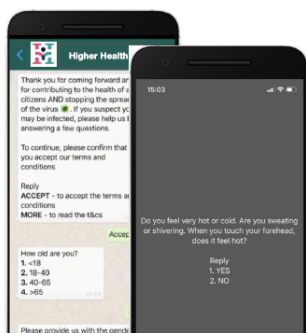 Higher Health
Thank you for coming forward an
for contributing to the health of a
citizens AND stopping the sprea
of the virus . If you suspect yo
may be infected, please help us b
answering a few questions.
To continue, please confirm that
you accept our terms and
conditions
Reply
ACCEPT - to accept the terms a
conditions
MORE - to read the t&cs
Accep
How old are you?
1. <18
2. 18-40
3. 40-65
4. >65
Please provide us with the gende
15:03
Do you feel very hot or cold. Are you sweating
or shivering. When you touch your forehead,
does it feel hot?
Reply
1. YES
2. NO